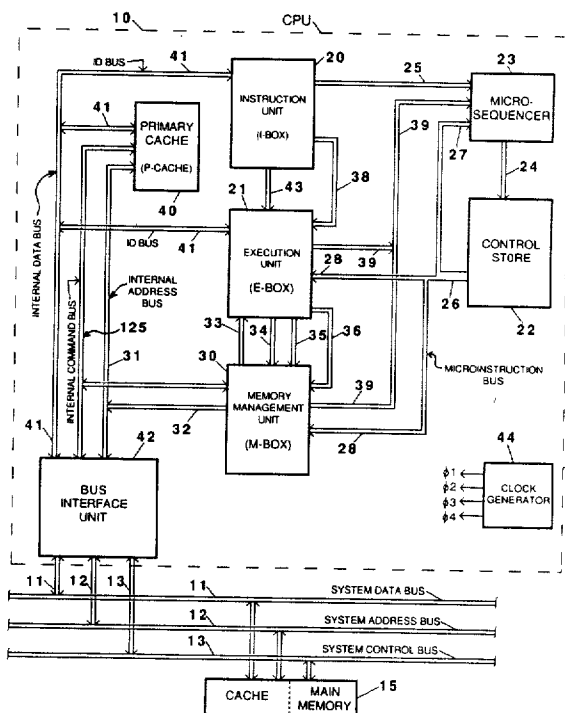 10
CPU
ID BUS
41
20
25
23
INSTRUCTION
UNIT
(I-BOX)
MICRO-
SEQUENCER
41
PRIMARY
CACHE
(P-CACHE)
40
39
27
24
38
21
43
INTERNAL DATA BUS
ID BUS
41
EXECUTION
UNIT
(E-BOX)
28
39
CONTROL
STORE
26
22
INTERNAL
ADDRESS
BUS
INTERNAL COMMAND BUS
125
31
33
34
35
36
30
MICROINSTRUCTION
BUS
MEMORY
MANAGEMENT
UNIT
(M-BOX)
39
32
28
41
42
BUS
INTERFACE
UNIT
44
ϕ1
ϕ2
ϕ3
ϕ4
CLOCK
GENERATOR
11
12
13
11
SYSTEM DATA BUS
12
SYSTEM ADDRESS BUS
13
SYSTEM CONTROL BUS
CACHE
MAIN
MEMORY
15